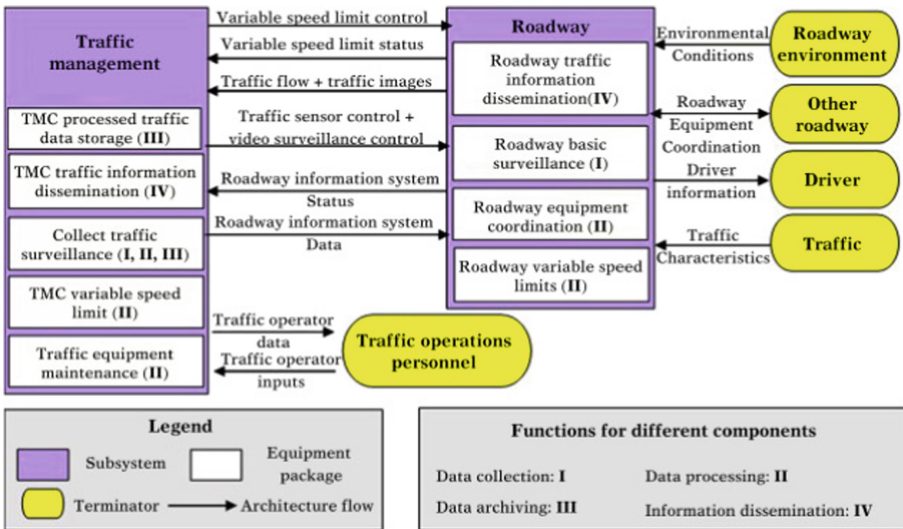 Traffic
management
TMC processed traffic
data storage (III)
TMC traffic information
dissemination (IV)
Collect traffic
surveillance (I, II, III)
TMC variable speed
limit (II)
Traffic equipment
maintenance (II)
Variable speed limit control
Variable speed limit status
Traffic flow + traffic images
Traffic sensor control +
video surveillance control
Roadway information system
Status
Roadway information system
Data
Traffic operator
data
Traffic operator
inputs
Traffic operations
personnel
Roadway
Roadway traffic
information
dissemination(IV)
Roadway basic
surveillance (I)
Roadway equipment
coordination (II)
Roadway variable speed
limits (II)
Environmental
Conditions
Roadway
Equipment
Coordination
Driver
information
Traffic
Characteristics
Roadway
environment
Other
roadway
Driver
Traffic
Legend
Subsystem
Equipment
package
Terminator
Architecture flow
Functions for different components
Data collection: I
Data processing: II
Data archiving: III
Information dissemination: IV